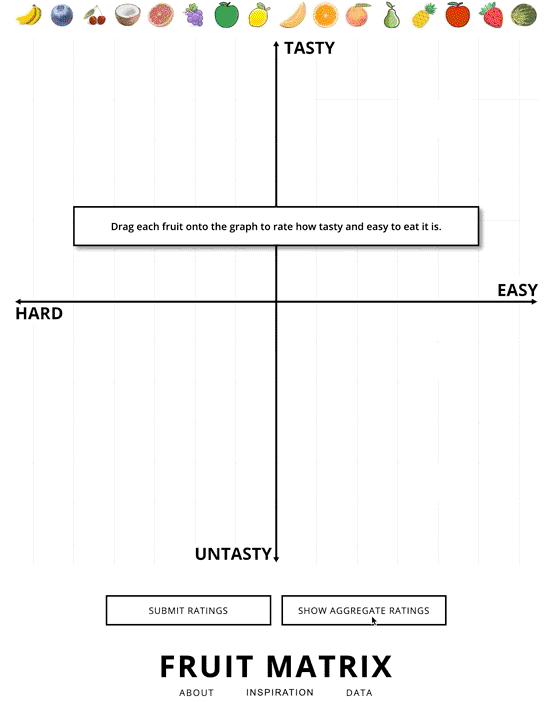 TASTY
Drag each fruit onto the graph to rate how tasty and easy to eat it is.
EASY
HARD
UNTASTY
SUBMIT RATINGS
SHOW AGGREGATE RATINGS
FRUIT MATRIX
ABOUT
INSPIRATION
DATA